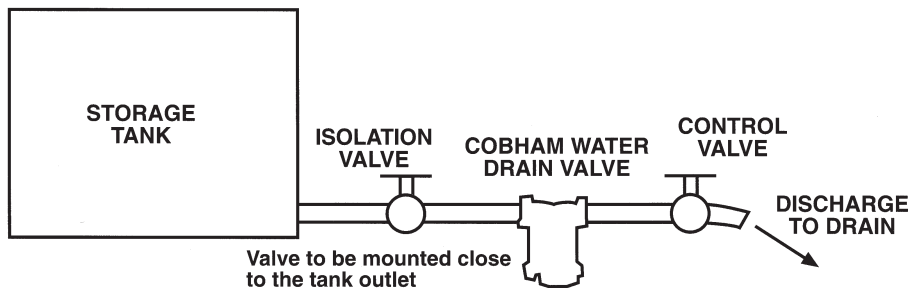 STORAGE
TANK
ISOLATION
VALVE
COBHAM WATER
DRAIN VALVE
CONTROL
VALVE
DISCHARGE
TO DRAIN
Valve to be mounted close
to the tank outlet